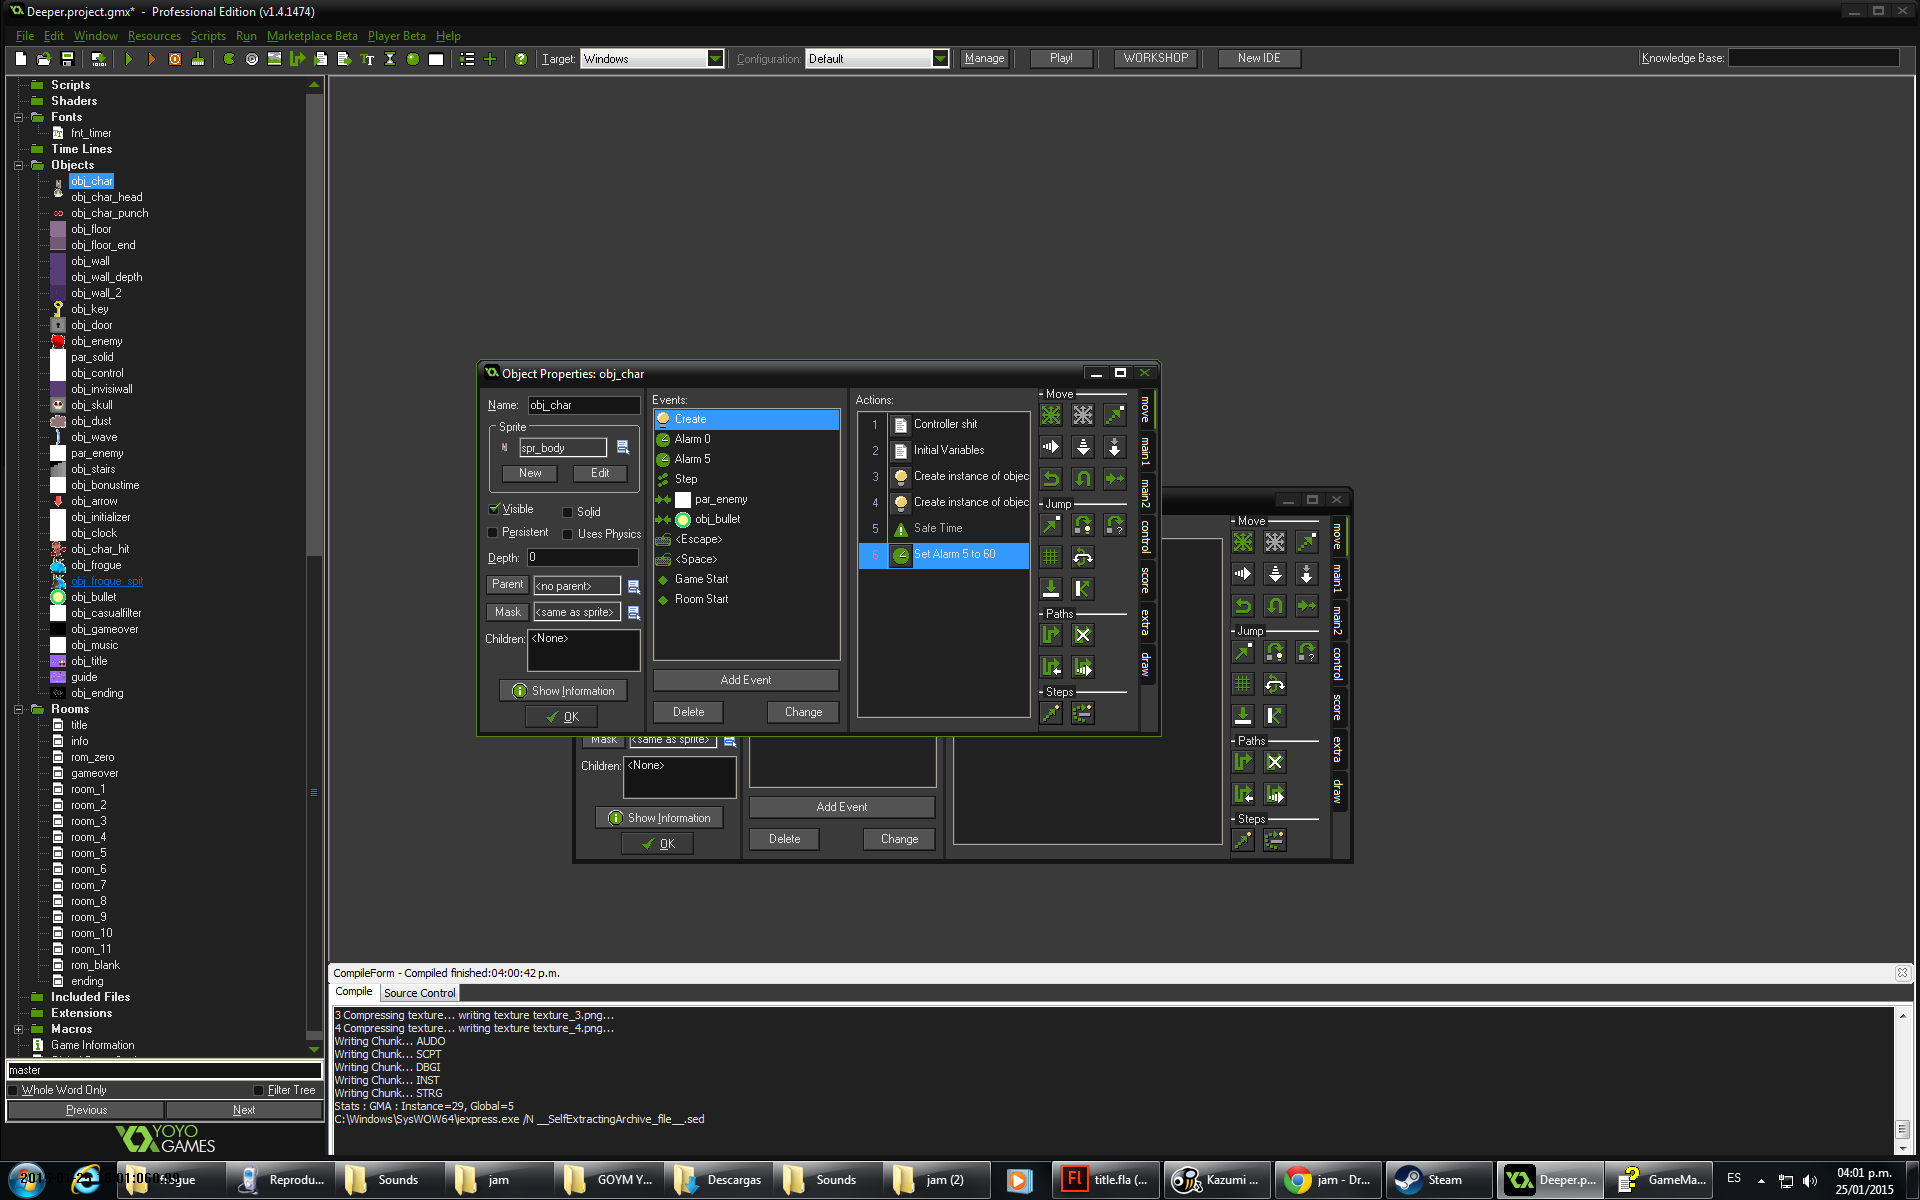 Deeper.project.gmx* - Professional Edition (v1.4.1474)
File Edit Window Resources Scripts Run Marketplace Beta Player Beta Help
Target: Windows Configuration: Default Manage Play! WORKSHOP New IDE Knowledge Base:
Scripts
Shaders
Fonts
fnt_timer
Time Lines
Objects
obj_char
obj_char_head
obj_char_punch
obj_floor
obj_floor_end
obj_wall
obj_wall_depth
obj_wall_2
obj_key
obj_door
obj_enemy
par_solid
obj_control
obj_invisiwall
obj_skull
obj_dust
obj_wave
par_enemy
obj_stairs
obj_bonustime
obj_arrow
obj_initializer
obj_clock
obj_char_hit
obj_frogue
obj_frogue_spit
obj_bullet
obj_casualfilter
obj_gameover
obj_music
obj_title
guide
obj_ending
Rooms
title
info
rom_zero
gameover
room_1
room_2
room_3
room_4
room_5
room_6
room_7
room_8
room_9
room_10
room_11
rom_blank
ending
Included Files
Extensions
Macros
Game Information
master
Whole Word Only Filter Tree
Previous Next
YOYO
GAMES
Object Properties: obj_char
Name: obj_char
Sprite
spr_body
New Edit
Visible Solid
Persistent Uses Physics
Depth: 0
Parent <no parent>
Mask <same as sprite>
Children: <None>
Show Information
OK
Events:
Create
Alarm 0
Alarm 5
Step
par_enemy
obj_bullet
<Escape>
<Space>
Game Start
Room Start
Add Event
Delete Change
Actions:
1 Controller shit
2 Initial Variables
3 Create instance of objec
4 Create instance of objec
5 Safe Time
6 Set Alarm 5 to 60
Move
Jump
Paths
Steps
move
main1
main2
control
score
extra
draw
Mask <same as sprite>
Children: <None>
Show Information
OK
Add Event
Delete Change
Move
Jump
Paths
Steps
move
main1
main2
control
score
extra
draw
CompileForm - Compiled finished:04:00:42 p.m.
Compile Source Control
3 Compressing texture... writing texture texture_3.png...
4 Compressing texture... writing texture texture_4.png...
Writing Chunk... AUDO
Writing Chunk... SCPT
Writing Chunk... DBGI
Writing Chunk... INST
Writing Chunk... STRG
Stats : GMA : Instance=29, Global=5
C:\Windows\SysWOW64\iexpress.exe /N __SelfExtractingArchive_file__.sed
Reprodu... Sounds jam GOYM Y... Descargas Sounds jam (2) title.fla (... Kazumi ... jam - Dr... Steam Deeper.p... GameMa... ES
04:01 p.m.
25/01/2015